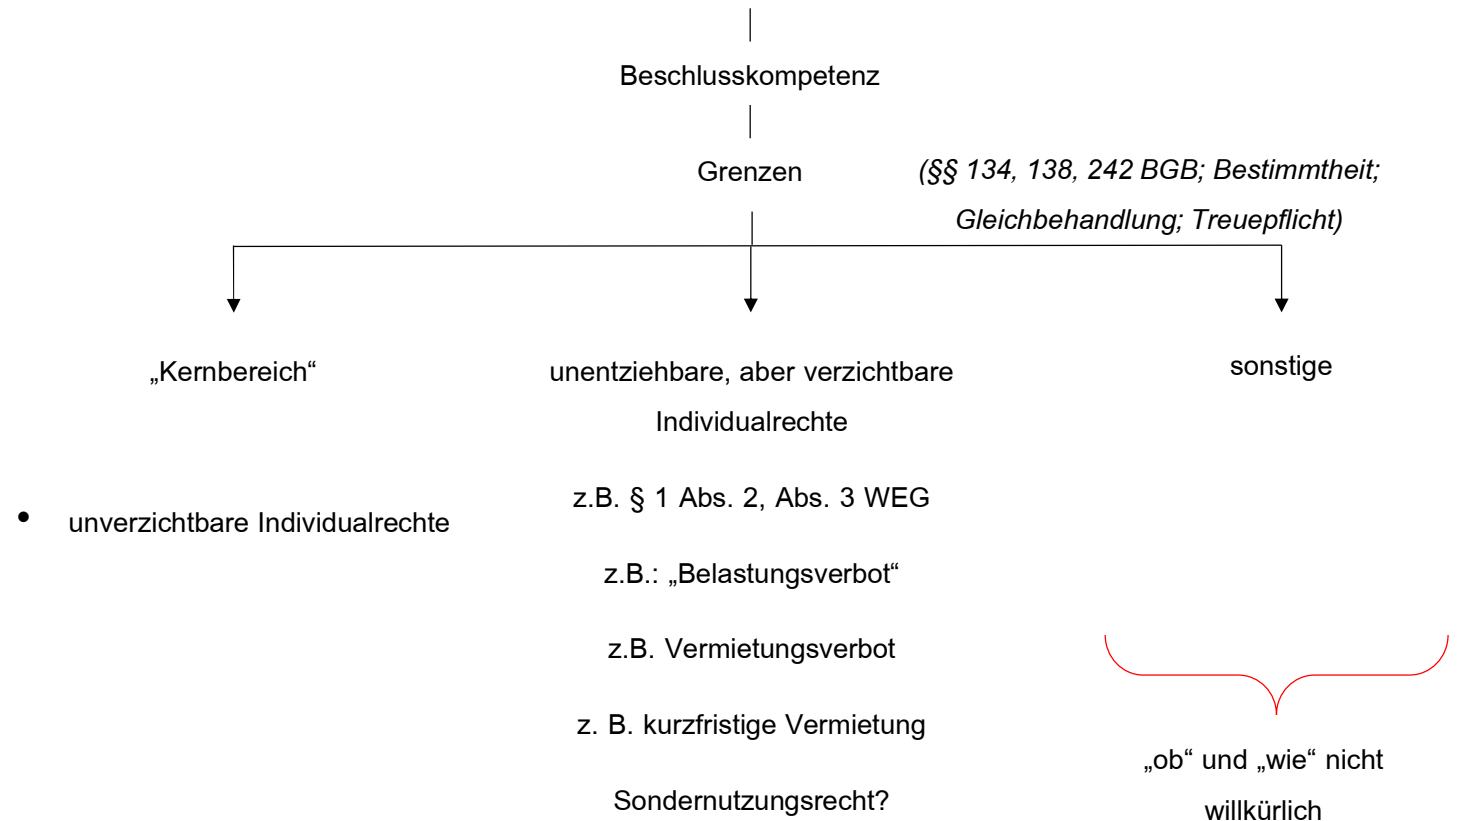 Beschlusskompetenz
Grenzen
(§§ 134, 138, 242 BGB; Bestimmtheit;
Gleichbehandlung; Treuepflicht)
„Kernbereich“
• unverzichtbare Individualrechte
unentziehbare, aber verzichtbare
Individualrechte
z.B. § 1 Abs. 2, Abs. 3 WEG
z.B.: „Belastungsverbot“
z.B. Vermietungsverbot
z. B. kurzfristige Vermietung
Sondernutzungsrecht?
sonstige
„ob“ und „wie“ nicht
willkürlich